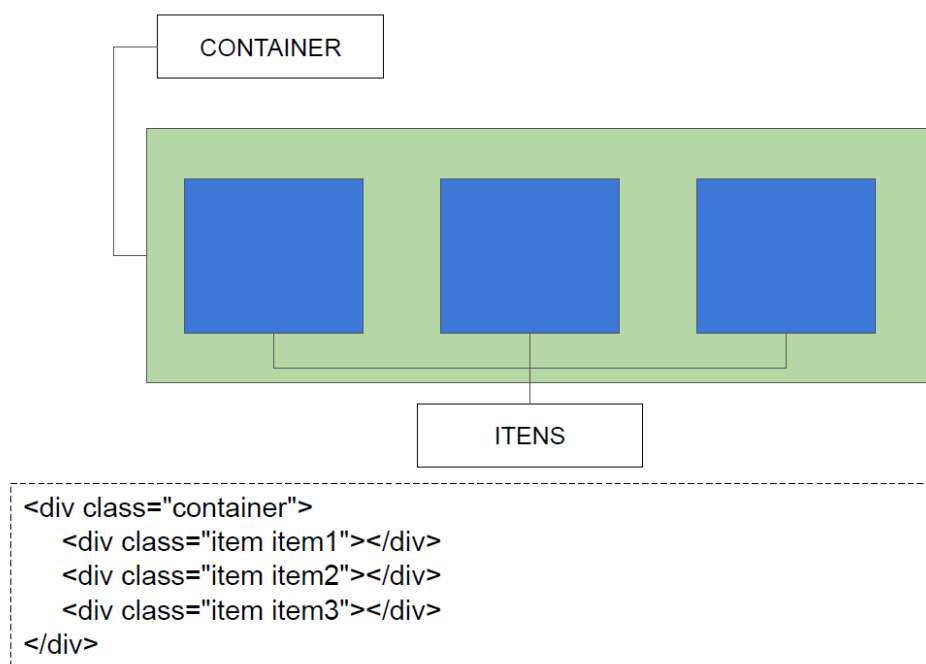 CONTAINER
ITENS
<div class="container">
<div class="item item1"></div>
<div class="item item2"></div>
<div class="item item3"></div>
</div>